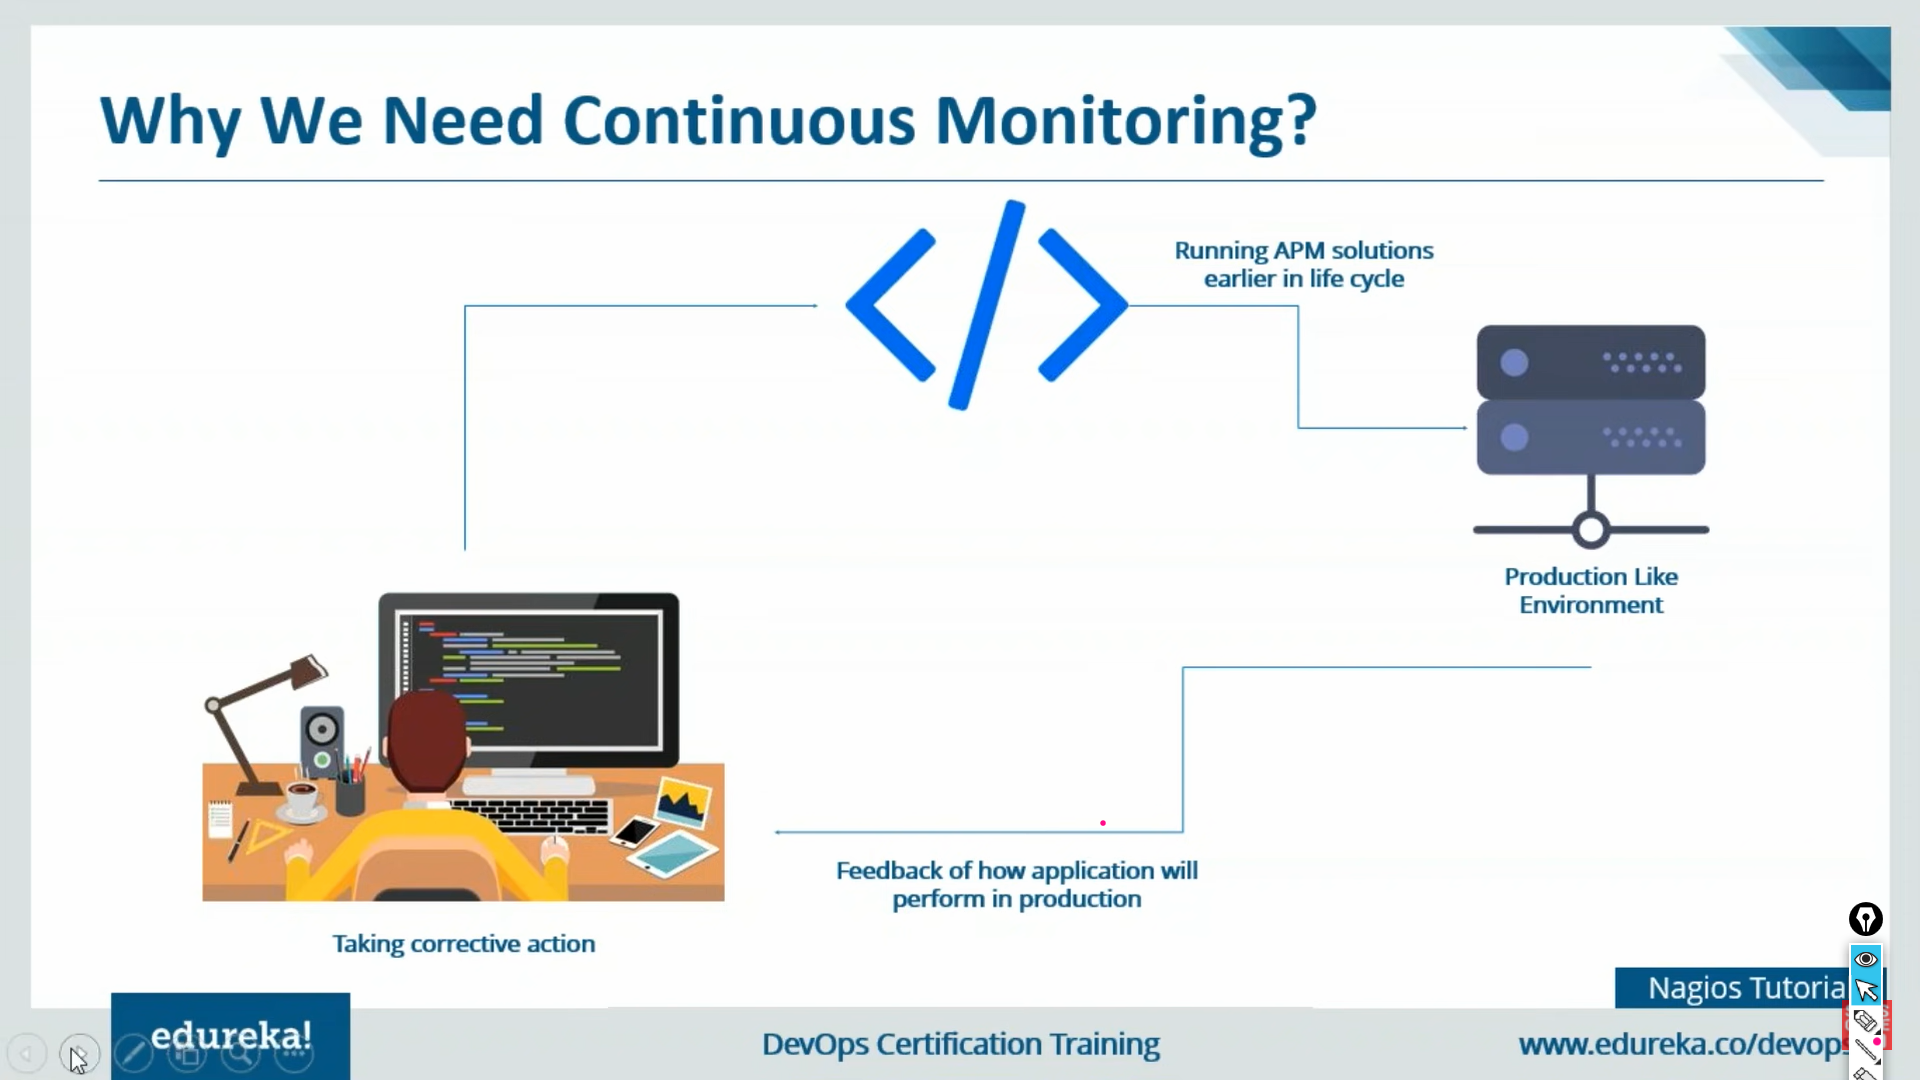 Why We Need Continuous Monitoring?
Running APM solutions
earlier in life cycle
Production Like
Environment
Feedback of how application will
perform in production
Taking corrective action
Nagios Tutoria
edureka!
DevOps Certification Training
www.edureka.co/devops